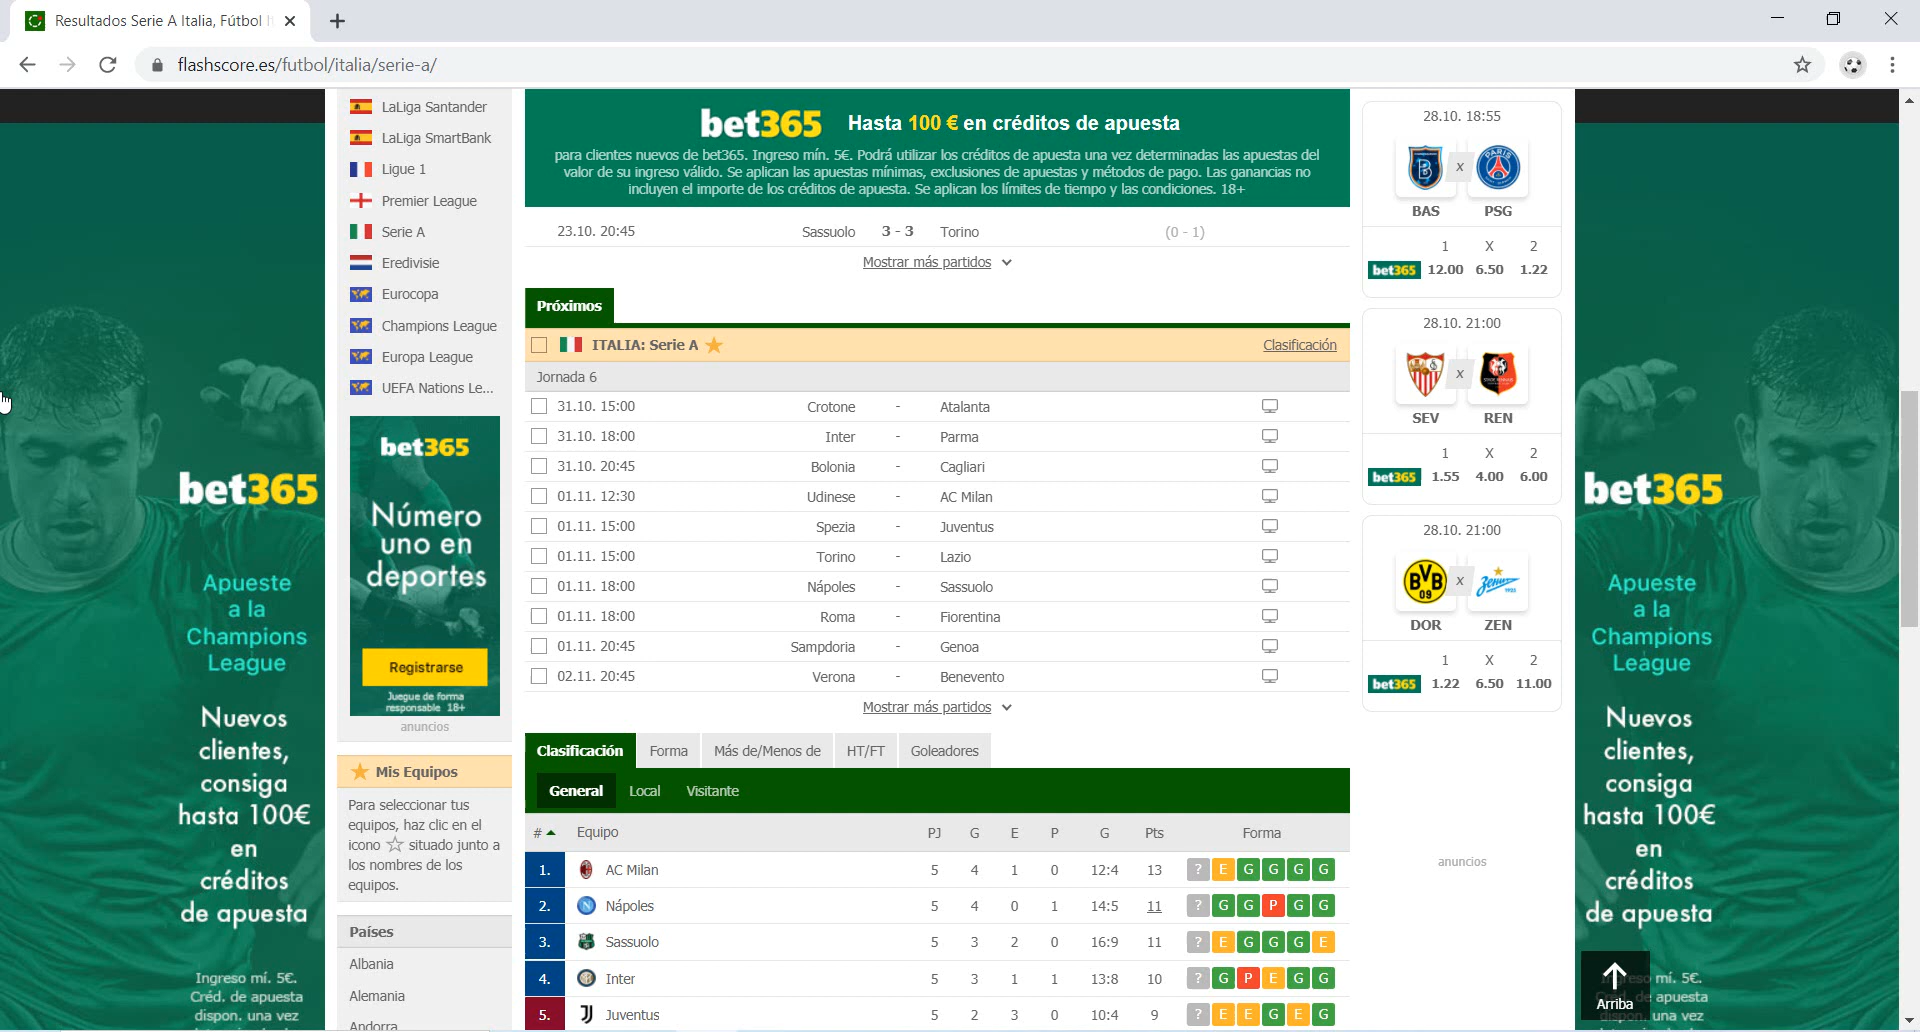 Resultados Serie A Italia, Fútbol I
flashscore.es/futbol/italia/serie-a/
LaLiga Santander
LaLiga SmartBank
Ligue 1
Premier League
Serie A
Eredivisie
Eurocopa
Champions League
Europa League
UEFA Nations Le...
bet365
Número
uno en
deportes
Registrarse
Juegue de forma
responsable 18+
anuncios
Mis Equipos
Para seleccionar tus
equipos, haz clic en el
icono ☆ situado junto a
los nombres de los
equipos.
Países
Albania
Alemania
Andorra
bet365 Hasta 100 € en créditos de apuesta
para clientes nuevos de bet365. Ingreso mín. 5€. Podrá utilizar los créditos de apuesta una vez determinadas las apuestas del
valor de su ingreso válido. Se aplican las apuestas mínimas, exclusiones de apuestas y métodos de pago. Las ganancias no
incluyen el importe de los créditos de apuesta. Se aplican los límites de tiempo y las condiciones. 18+
23.10. 20:45 Sassuolo 3 - 3 Torino (0 - 1)
Mostrar más partidos
Próximos
ITALIA: Serie A Clasificación
Jornada 6
31.10. 15:00 Crotone - Atalanta
31.10. 18:00 Inter - Parma
31.10. 20:45 Bolonia - Cagliari
01.11. 12:30 Udinese - AC Milan
01.11. 15:00 Spezia - Juventus
01.11. 15:00 Torino - Lazio
01.11. 18:00 Nápoles - Sassuolo
01.11. 18:00 Roma - Fiorentina
01.11. 20:45 Sampdoria - Genoa
02.11. 20:45 Verona - Benevento
Mostrar más partidos
Clasificación Forma Más de/Menos de HT/FT Goleadores
General Local Visitante
# Equipo PJ G E P G Pts Forma
1. AC Milan 5 4 1 0 12:4 13 ? E G G G G
2. Nápoles 5 4 0 1 14:5 11 ? G G P G G
3. Sassuolo 5 3 2 0 16:9 11 ? E G G G E
4. Inter 5 3 1 1 13:8 10 ? G P E G G
5. Juventus 5 2 3 0 10:4 9 ? E E G E G
28.10. 18:55
PARIS
x
BAS PSG
1 X 2
bet365 12.00 6.50 1.22
28.10. 21:00
x
SEV REN
1 X 2
bet365 1.55 4.00 6.00
28.10. 21:00
BVB
09
x
Zenit
DOR ZEN
1 X 2
bet365 1.22 6.50 11.00
anuncios
bet365
Apueste
a la
Champions
League
Nuevos
clientes,
consiga
hasta 100€
en
créditos
de apuesta
Ingreso mí. 5€.
Créd. de apuesta
dispon. una vez
bet365
Apueste
a la
Champions
League
Nuevos
clientes,
consiga
hasta 100€
en
créditos
de apuesta
mí. 5€.
de apuesta
una vez
Arriba